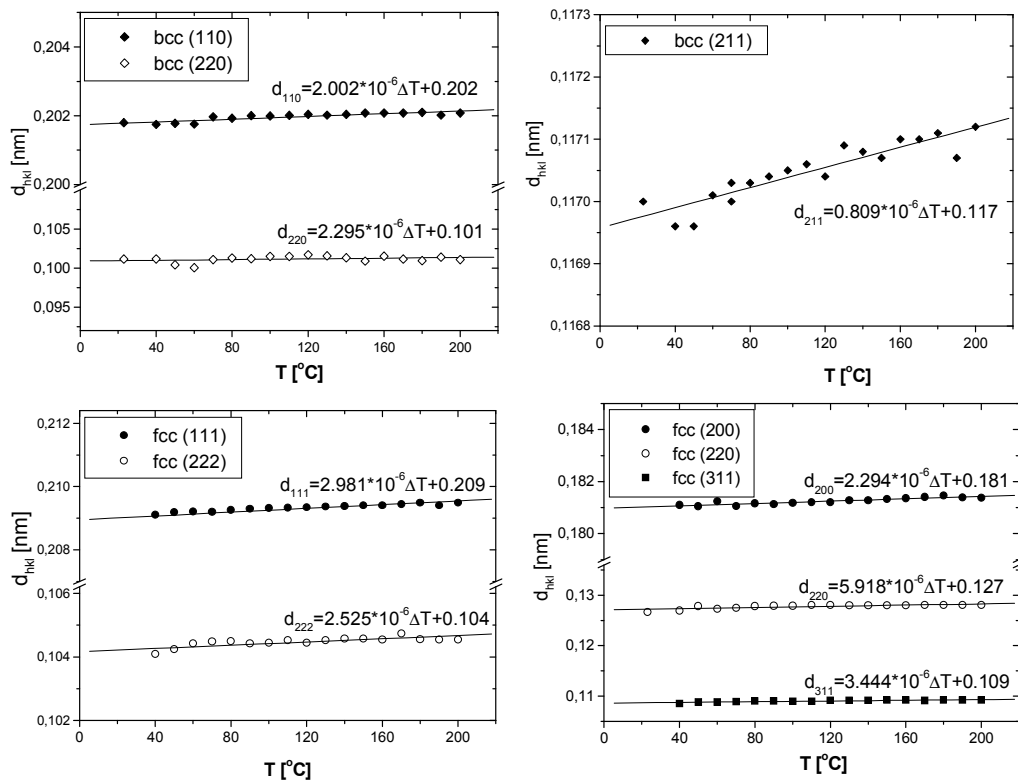 bcc (110)
bcc (220)
d110=2.002*10-6ΔT+0.202
d220=2.295*10-6ΔT+0.101
0,204
0,202
0,200
0,105
0,100
0,095
dhkl [nm]
0 40 80 120 160 200
T [oC]
bcc (211)
d211=0.809*10-6ΔT+0.117
0,1173
0,1172
0,1171
0,1170
0,1169
0,1168
dhkl [nm]
0 40 80 120 160 200
T [oC]
fcc (111)
fcc (222)
d111=2.981*10-6ΔT+0.209
d222=2.525*10-6ΔT+0.104
0,212
0,210
0,208
0,106
0,104
0,102
dhkl [nm]
0 40 80 120 160 200
T [oC]
fcc (200)
fcc (220)
fcc (311)
d200=2.294*10-6ΔT+0.181
d220=5.918*10-6ΔT+0.127
d311=3.444*10-6ΔT+0.109
0,184
0,182
0,180
0,13
0,12
0,11
dhkl [nm]
0 40 80 120 160 200
T [oC]